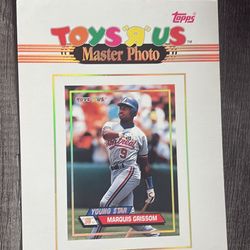 Topps
TOYS "R" US
Master Photo
TOYS R US
Expos
9
YOUNG STAR
MARQUIS GRISSOM